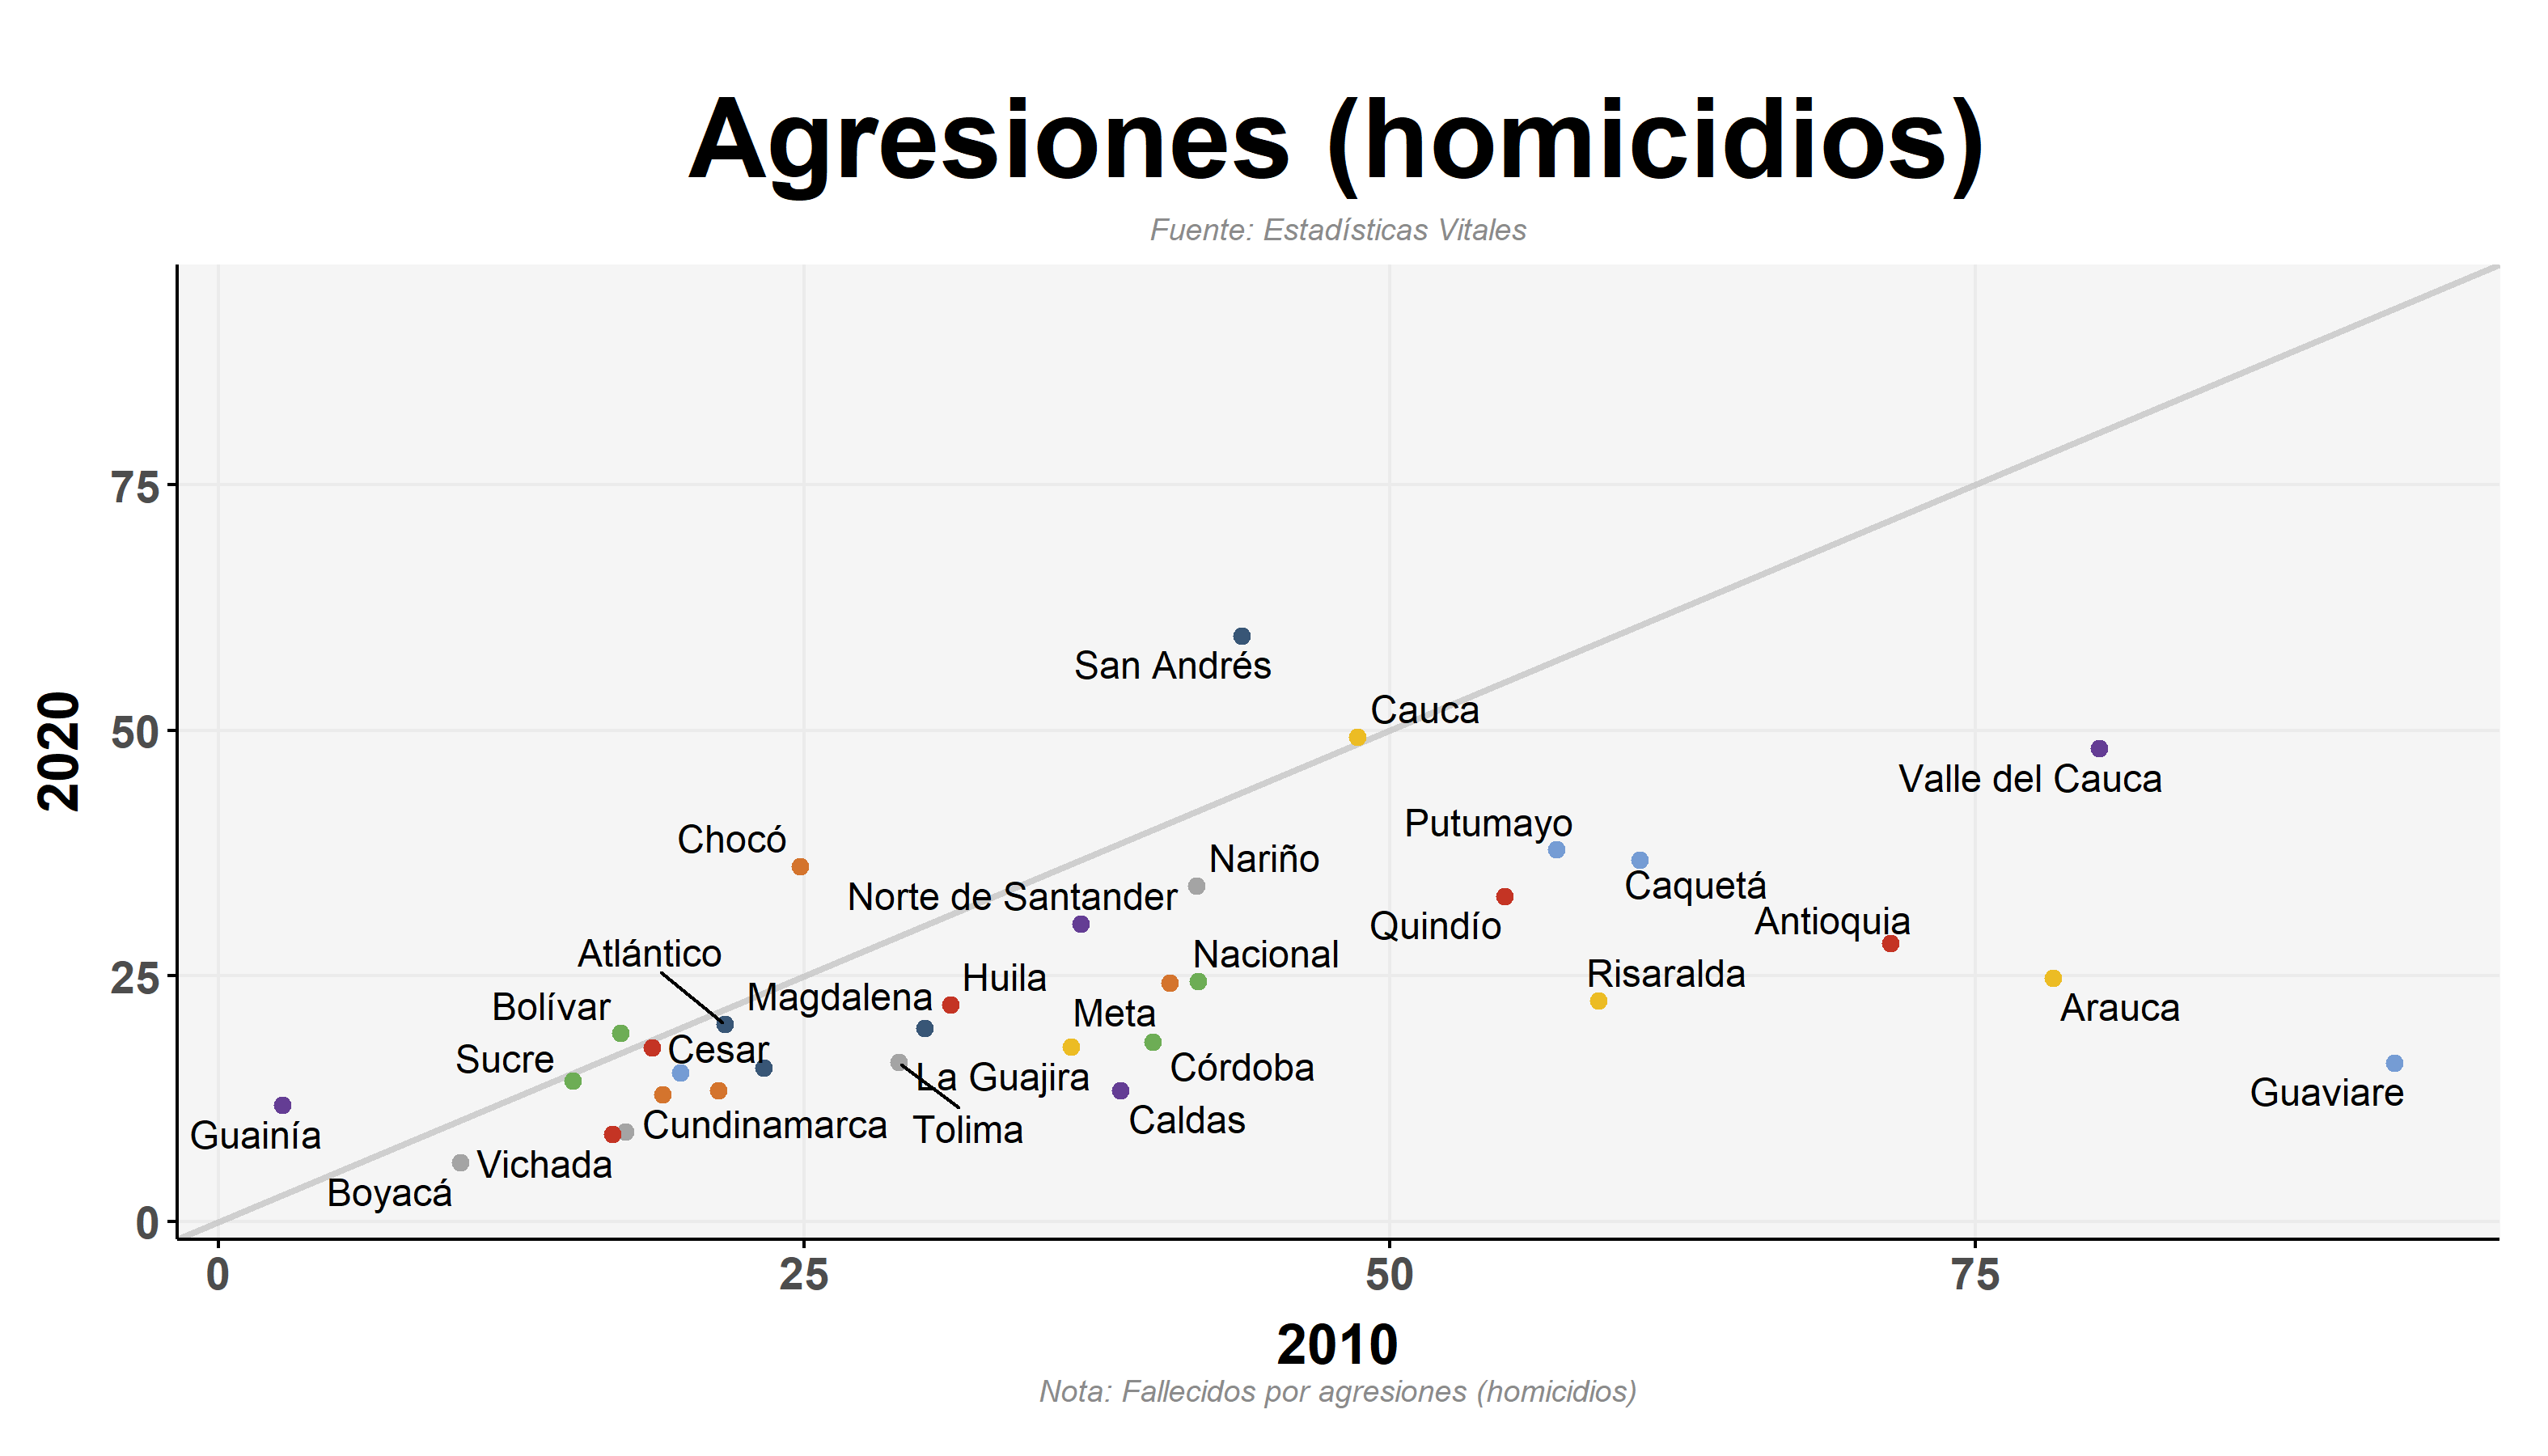 Agresiones (homicidios)
Fuente: Estadísticas Vitales
75
50
25
0
2020
San Andrés
Cauca
Valle del Cauca
Putumayo
Chocó
Nariño
Caquetá
Norte de Santander
Antioquia
Quindío
Atlántico
Nacional
Risaralda
Huila
Magdalena
Bolívar
Arauca
Meta
Cesar
Sucre
Córdoba
La Guajira
Guaviare
Caldas
Cundinamarca
Tolima
Guainía
Vichada
Boyacá
0
25
50
75
2010
Nota: Fallecidos por agresiones (homicidios)